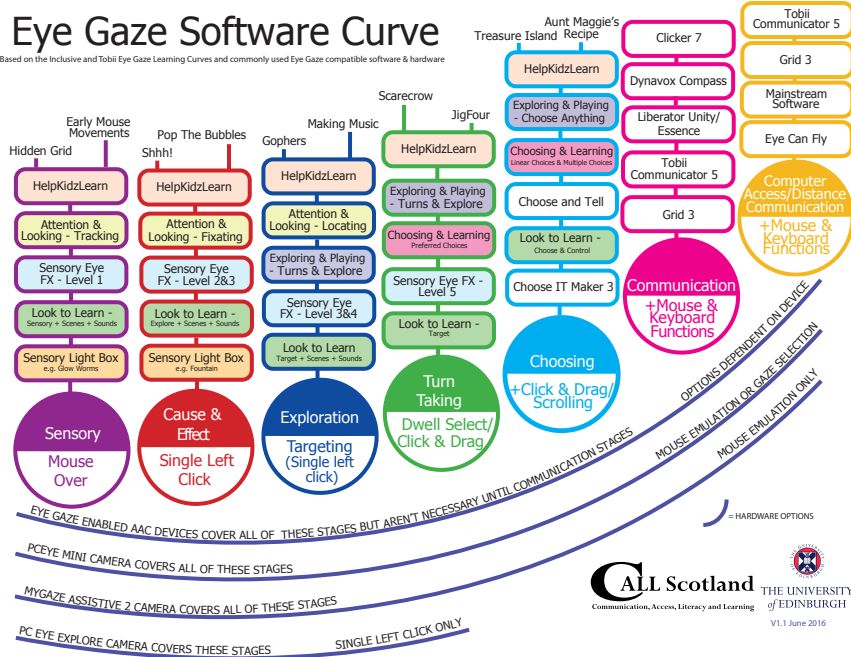 Eye Gaze Software Curve
Based on the Inclusive and Tobii Eye Gaze Learning Curves and commonly used Eye Gaze compatible software & hardware
Hidden Grid
Early Mouse
Movements
HelpKidzLearn
Attention &
Looking - Tracking
Sensory Eye
FX - Level 1
Look to Learn -
Sensory + Scenes + Sounds
Sensory Light Box
e.g. Glow Worms
Sensory
Mouse
Over
Shhh!
Pop The Bubbles
HelpKidzLearn
Attention &
Looking - Fixating
Sensory Eye
FX - Level 2&3
Look to Learn -
Explore + Scenes + Sounds
Sensory Light Box
e.g. Fountain
Cause &
Effect
Single Left
Click
Gophers
Making Music
HelpKidzLearn
Attention &
Looking - Locating
Exploring & Playing
- Turns & Explore
Sensory Eye
FX - Level 3&4
Look to Learn
Target + Scenes + Sounds
Exploration
Targeting
(Single left
click)
Scarecrow
JigFour
HelpKidzLearn
Exploring & Playing
- Turns & Explore
Choosing & Learning
Preferred Choices
Sensory Eye FX -
Level 5
Look to Learn -
Target
Turn
Taking
Dwell Select/
Click & Drag
Treasure Island
Aunt Maggie's
Recipe
HelpKidzLearn
Exploring & Playing
- Choose Anything
Choosing & Learning
Linear Choices & Multiple Choices
Choose and Tell
Look to Learn -
Choose & Control
Choose IT Maker 3
Choosing
+Click & Drag/
Scrolling
Clicker 7
Dynavox Compass
Liberator Unity/
Essence
Tobii
Communicator 5
Grid 3
Communication
+Mouse &
Keyboard
Functions
Tobii
Communicator 5
Grid 3
Mainstream
Software
Eye Can Fly
Computer
Access/Distance
Communication
+Mouse &
Keyboard
Functions
EYE GAZE ENABLED AAC DEVICES COVER ALL OF THESE STAGES BUT AREN'T NECESSARY UNTIL COMMUNICATION STAGES
OPTIONS DEPENDENT ON DEVICE
PCEYE MINI CAMERA COVERS ALL OF THESE STAGES
MOUSE EMULATION OR GAZE SELECTION
MYGAZE ASSISTIVE 2 CAMERA COVERS ALL OF THESE STAGES
MOUSE EMULATION ONLY
PC EYE EXPLORE CAMERA COVERS THESE STAGES
SINGLE LEFT CLICK ONLY
= HARDWARE OPTIONS
CALL Scotland
Communication, Access, Literacy and Learning
THE UNIVERSITY
of EDINBURGH
V1.1 June 2016